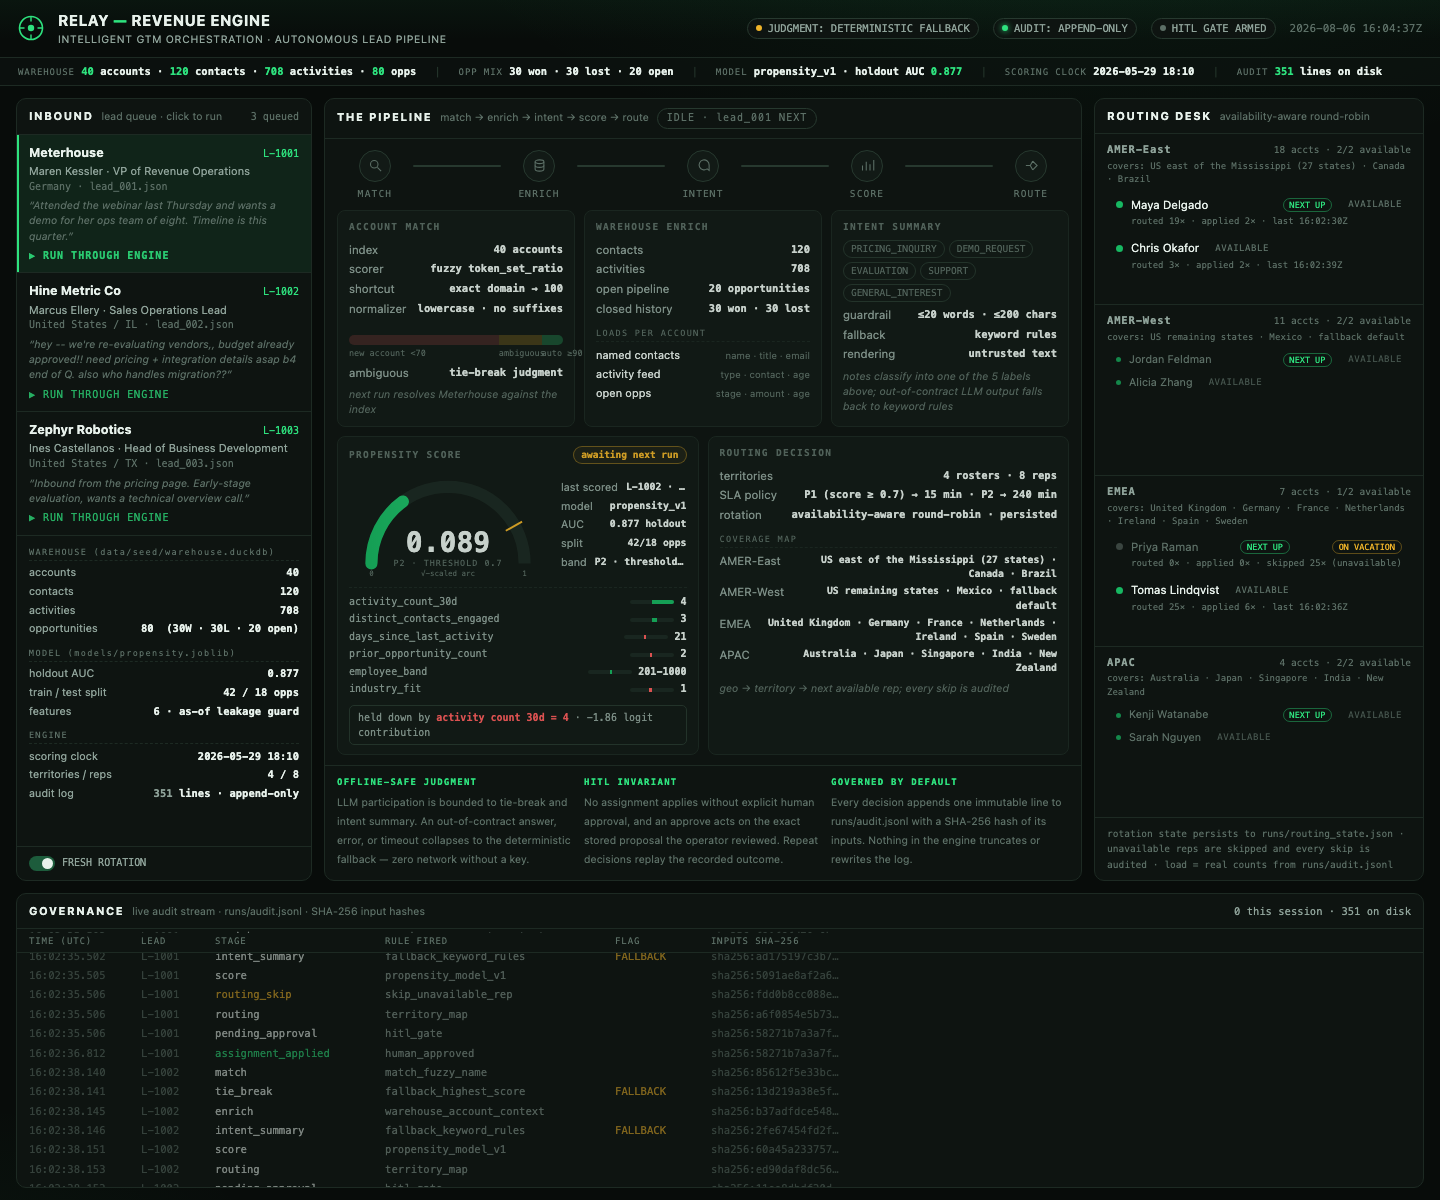 RELAY — REVENUE ENGINE
INTELLIGENT GTM ORCHESTRATION · AUTONOMOUS LEAD PIPELINE
JUDGMENT: DETERMINISTIC FALLBACK
AUDIT: APPEND-ONLY
HITL GATE ARMED
2026-08-06 16:04:37Z
WAREHOUSE 40 accounts · 120 contacts · 708 activities · 80 opps
OPP MIX 30 won · 30 lost · 20 open
MODEL propensity_v1 · holdout AUC 0.877
SCORING CLOCK 2026-05-29 18:10
AUDIT 351 lines on disk
INBOUND lead queue · click to run 3 queued
Meterhouse L-1001
Maren Kessler · VP of Revenue Operations
Germany · lead_001.json
"Attended the webinar last Thursday and wants a
demo for her ops team of eight. Timeline is this
quarter."
▶ RUN THROUGH ENGINE
Hine Metric Co L-1002
Marcus Ellery · Sales Operations Lead
United States / IL · lead_002.json
"hey -- we're re-evaluating vendors,, budget already
approved!! need pricing + integration details asap b4
end of Q. also who handles migration??"
▶ RUN THROUGH ENGINE
Zephyr Robotics L-1003
Ines Castellanos · Head of Business Development
United States / TX · lead_003.json
"Inbound from the pricing page. Early-stage
evaluation, wants a technical overview call."
▶ RUN THROUGH ENGINE
WAREHOUSE (data/seed/warehouse.duckdb)
accounts 40
contacts 120
activities 708
opportunities 80 (30W · 30L · 20 open)
MODEL (models/propensity.joblib)
holdout AUC 0.877
train / test split 42 / 18 opps
features 6 · as-of leakage guard
ENGINE
scoring clock 2026-05-29 18:10
territories / reps 4 / 8
audit log 351 lines · append-only
FRESH ROTATION
THE PIPELINE match → enrich → intent → score → route IDLE · lead_001 NEXT
MATCH ENRICH INTENT SCORE ROUTE
ACCOUNT MATCH
index 40 accounts
scorer fuzzy token_set_ratio
shortcut exact domain → 100
normalizer lowercase · no suffixes
new account <70 ambiguous auto ≥90
ambiguous tie-break judgment
next run resolves Meterhouse against the
index
WAREHOUSE ENRICH
contacts 120
activities 708
open pipeline 20 opportunities
closed history 30 won · 30 lost
LOADS PER ACCOUNT
named contacts name · title · email
activity feed type · contact · age
open opps stage · amount · age
INTENT SUMMARY
PRICING_INQUIRY DEMO_REQUEST
EVALUATION SUPPORT
GENERAL_INTEREST
guardrail ≤20 words · ≤200 chars
fallback keyword rules
rendering untrusted text
notes classify into one of the 5 labels
above; out-of-contract LLM output falls
back to keyword rules
PROPENSITY SCORE awaiting next run
0.089
P2 · THRESHOLD 0.7
0 √-scaled arc 1
last scored L-1002 · …
model propensity_v1
AUC 0.877 holdout
split 42/18 opps
band P2 · threshold…
activity_count_30d 4
distinct_contacts_engaged 3
days_since_last_activity 21
prior_opportunity_count 2
employee_band 201-1000
industry_fit 1
held down by activity count 30d = 4 · −1.86 logit
contribution
ROUTING DECISION
territories 4 rosters · 8 reps
SLA policy P1 (score ≥ 0.7) → 15 min · P2 → 240 min
rotation availability-aware round-robin · persisted
COVERAGE MAP
AMER-East US east of the Mississippi (27 states) ·
Canada · Brazil
AMER-West US remaining states · Mexico · fallback
default
EMEA United Kingdom · Germany · France · Netherlands ·
Ireland · Spain · Sweden
APAC Australia · Japan · Singapore · India · New
Zealand
geo → territory → next available rep; every skip is audited
OFFLINE-SAFE JUDGMENT
LLM participation is bounded to tie-break and
intent summary. An out-of-contract answer,
error, or timeout collapses to the deterministic
fallback — zero network without a key.
HITL INVARIANT
No assignment applies without explicit human
approval, and an approve acts on the exact
stored proposal the operator reviewed. Repeat
decisions replay the recorded outcome.
GOVERNED BY DEFAULT
Every decision appends one immutable line to
runs/audit.jsonl with a SHA-256 hash of its
inputs. Nothing in the engine truncates or
rewrites the log.
ROUTING DESK availability-aware round-robin
AMER-East 18 accts · 2/2 available
covers: US east of the Mississippi (27 states) · Canada
· Brazil
Maya Delgado NEXT UP AVAILABLE
routed 19× · applied 2× · last 16:02:30Z
Chris Okafor AVAILABLE
routed 3× · applied 2× · last 16:02:39Z
AMER-West 11 accts · 2/2 available
covers: US remaining states · Mexico · fallback default
Jordan Feldman NEXT UP AVAILABLE
Alicia Zhang AVAILABLE
EMEA 7 accts · 1/2 available
covers: United Kingdom · Germany · France · Netherlands
· Ireland · Spain · Sweden
Priya Raman NEXT UP ON VACATION
routed 0× · applied 0× · skipped 25× (unavailable)
Tomas Lindqvist AVAILABLE
routed 25× · applied 6× · last 16:02:36Z
APAC 4 accts · 2/2 available
covers: Australia · Japan · Singapore · India · New
Zealand
Kenji Watanabe NEXT UP AVAILABLE
Sarah Nguyen AVAILABLE
rotation state persists to runs/routing_state.json ·
unavailable reps are skipped and every skip is
audited · load = real counts from runs/audit.jsonl
GOVERNANCE live audit stream · runs/audit.jsonl · SHA-256 input hashes 0 this session · 351 on disk
TIME (UTC) LEAD STAGE RULE FIRED FLAG INPUTS SHA-256
16:02:35.502 L-1001 intent_summary fallback_keyword_rules FALLBACK sha256:ad175197c3b7…
16:02:35.505 L-1001 score propensity_model_v1 sha256:5091ae8af2a6…
16:02:35.506 L-1001 routing_skip skip_unavailable_rep sha256:fdd0b8cc088e…
16:02:35.506 L-1001 routing territory_map sha256:a6f0854e5b73…
16:02:35.506 L-1001 pending_approval hitl_gate sha256:58271b7a3a7f…
16:02:36.812 L-1001 assignment_applied human_approved sha256:58271b7a3a7f…
16:02:38.140 L-1002 match match_fuzzy_name sha256:85612f5e33bc…
16:02:38.141 L-1002 tie_break fallback_highest_score FALLBACK sha256:13d219a38e5f…
16:02:38.145 L-1002 enrich warehouse_account_context sha256:b37adfdce548…
16:02:38.146 L-1002 intent_summary fallback_keyword_rules FALLBACK sha256:2fe67454fd2f…
16:02:38.151 L-1002 score propensity_model_v1 sha256:60a45a233757…
16:02:38.153 L-1002 routing territory_map sha256:ed90daf8dc56…